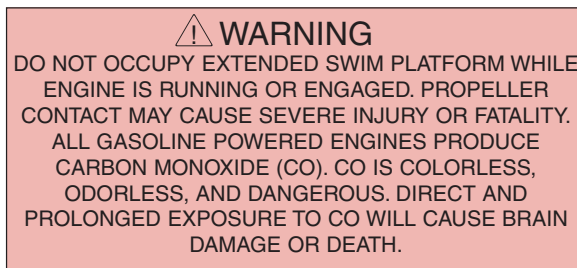 WARNING
DO NOT OCCUPY EXTENDED SWIM PLATFORM WHILE
ENGINE IS RUNNING OR ENGAGED. PROPELLER
CONTACT MAY CAUSE SEVERE INJURY OR FATALITY.
ALL GASOLINE POWERED ENGINES PRODUCE
CARBON MONOXIDE (CO). CO IS COLORLESS,
ODORLESS, AND DANGEROUS. DIRECT AND
PROLONGED EXPOSURE TO CO WILL CAUSE BRAIN
DAMAGE OR DEATH.